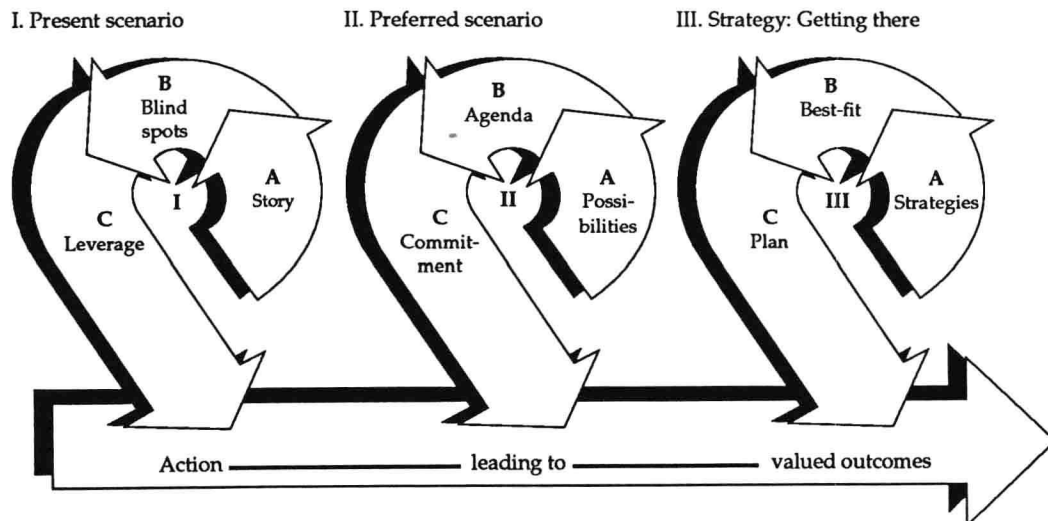 I. Present scenario
II. Preferred scenario
III. Strategy: Getting there
B
Blind
spots
A
Story
I
C
Leverage
B
Agenda
A
Possi-
bilities
II
C
Commit-
ment
B
Best-fit
A
Strategies
III
C
Plan
Action leading to valued outcomes